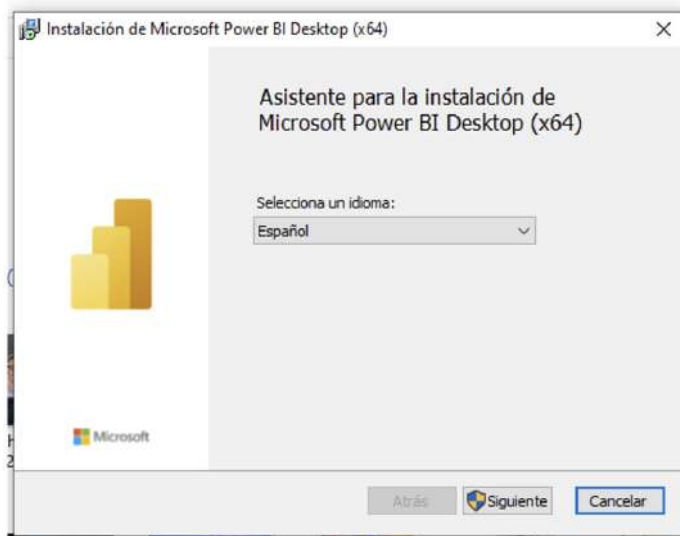 Instalación de Microsoft Power BI Desktop (x64)
Asistente para la instalación de
Microsoft Power BI Desktop (x64)
Selecciona un idioma:
Español
Microsoft
Atrás
Siguiente
Cancelar